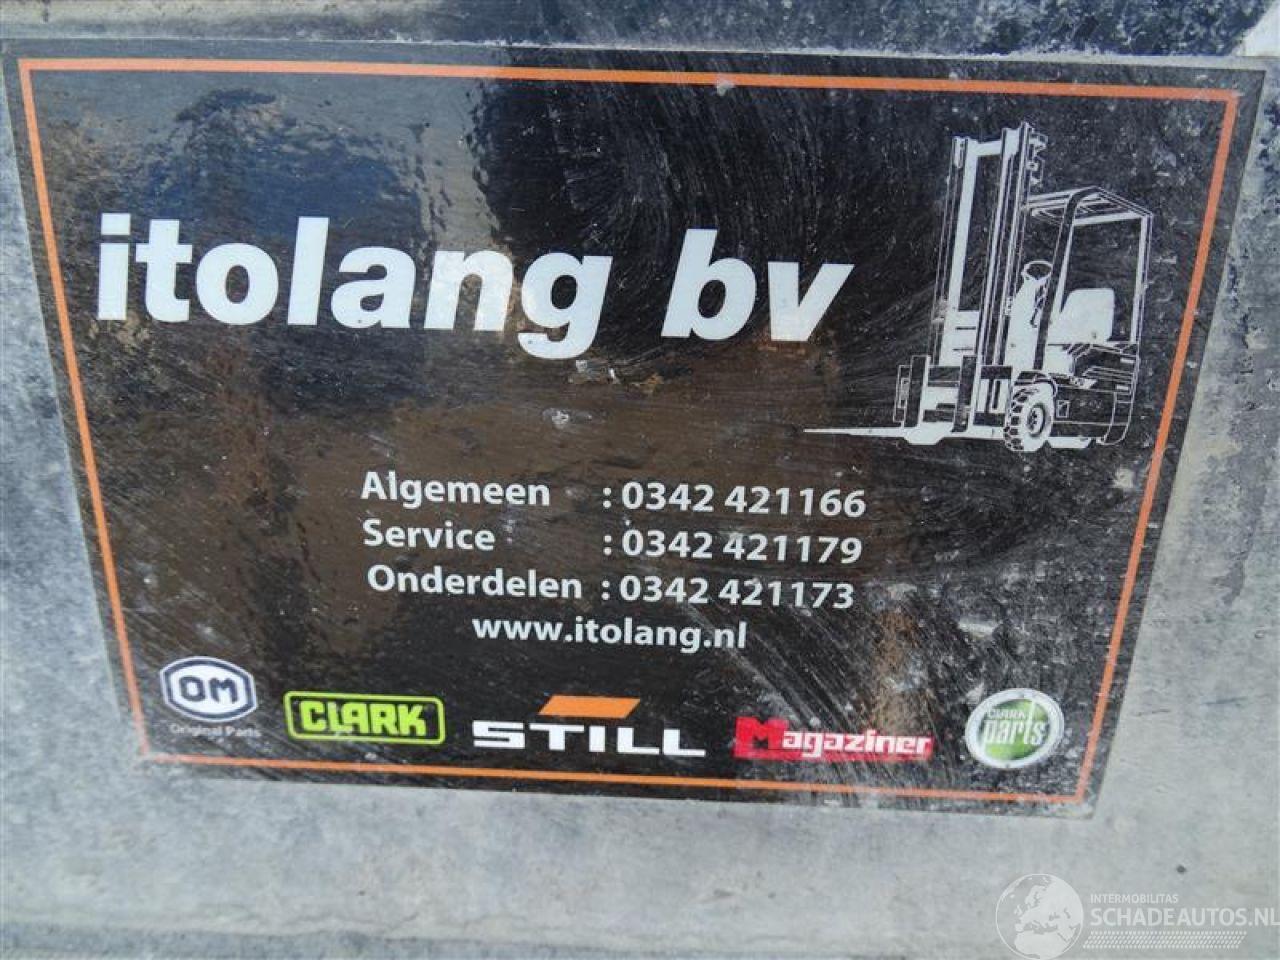 itolang bv
Algemeen : 0342 421166
Service : 0342 421179
Onderdelen : 0342 421173
www.itolang.nl
OM
Original Parts
CLARK
STILL
Magaziner
CLARK
parts
INTERMOBILITAS
SCHADEAUTOS.NL